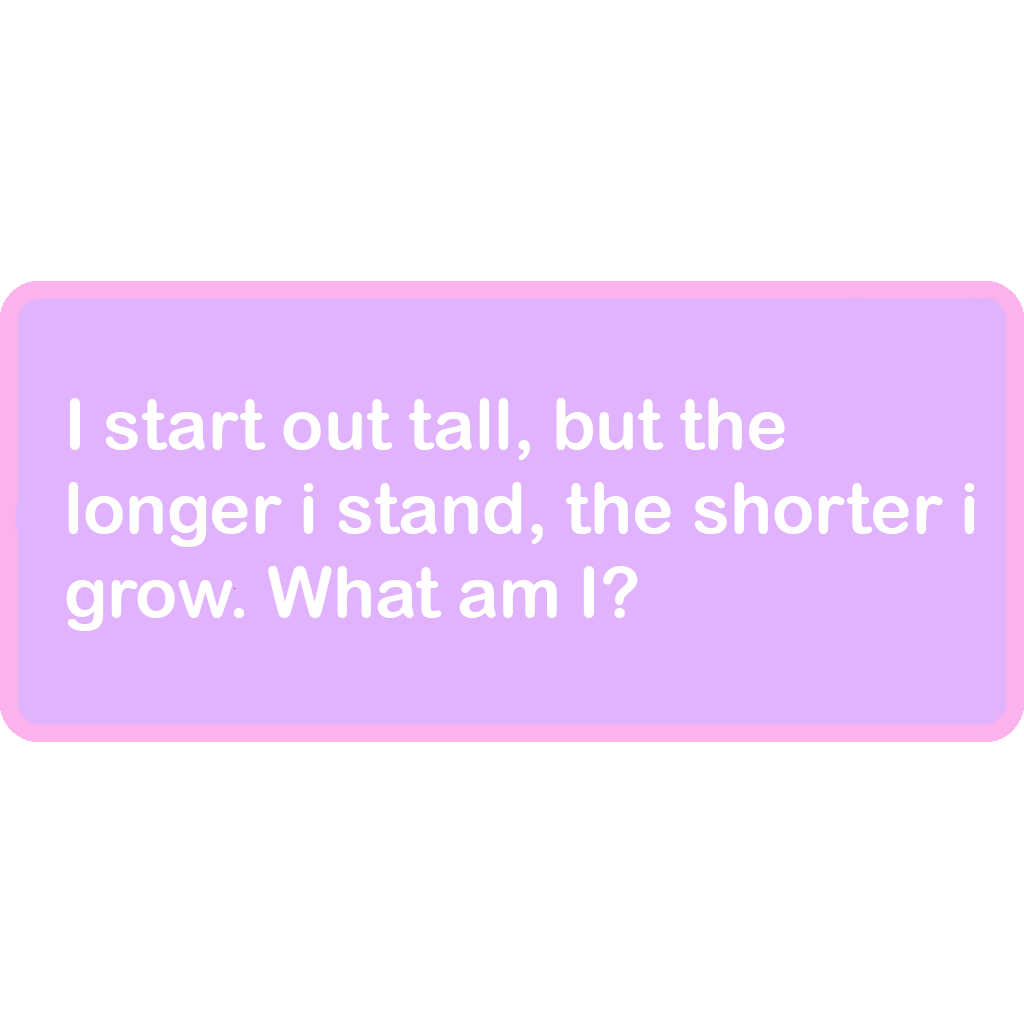 I start out tall, but the
longer i stand, the shorter i
grow. What am I?